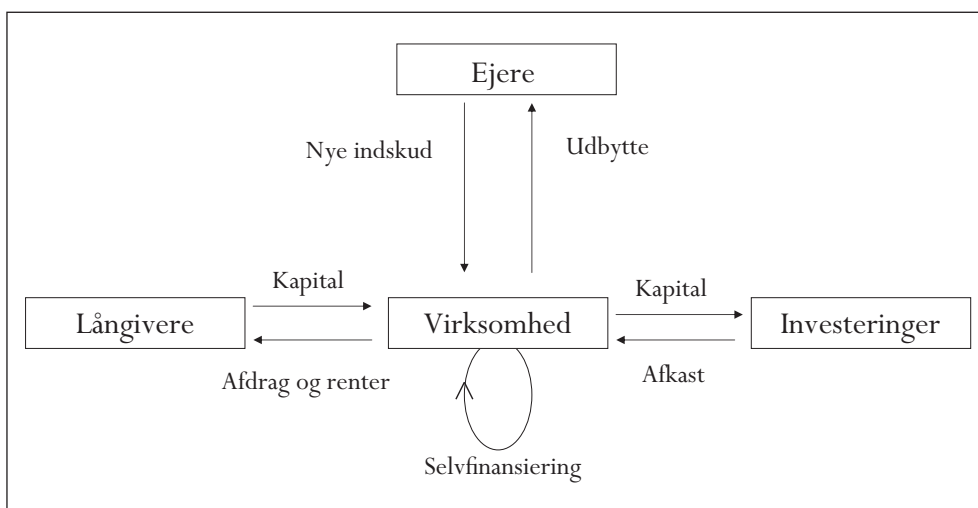 Ejere
Nye indskud
Udbytte
Kapital
Kapital
Långivere
Virksomhed
Investeringer
Afdrag og renter
Afkast
Selvfinansiering